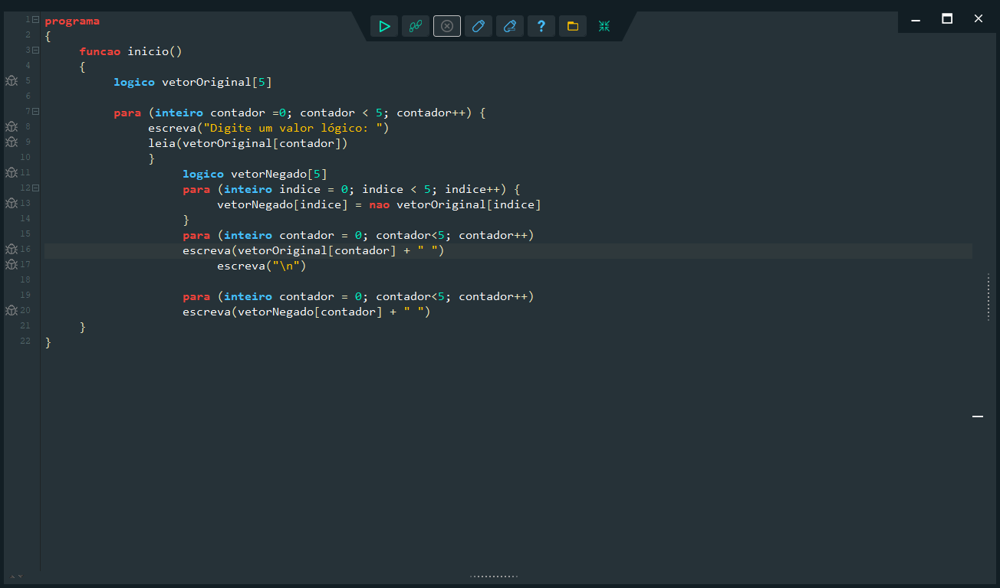 ?
1 programa
2 {
3 funcao inicio()
4 {
5 logico vetorOriginal[5]
6
7 para (inteiro contador =0; contador < 5; contador++) {
8 escreva("Digite um valor lógico: ")
9 leia(vetorOriginal[contador])
10 }
11 logico vetorNegado[5]
12 para (inteiro indice = 0; indice < 5; indice++) {
13 vetorNegado[indice] = nao vetorOriginal[indice]
14 }
15 para (inteiro contador = 0; contador<5; contador++)
16 escreva(vetorOriginal[contador] + " ")
17 escreva("\n")
18
19 para (inteiro contador = 0; contador<5; contador++)
20 escreva(vetorNegado[contador] + " ")
21 }
22 }